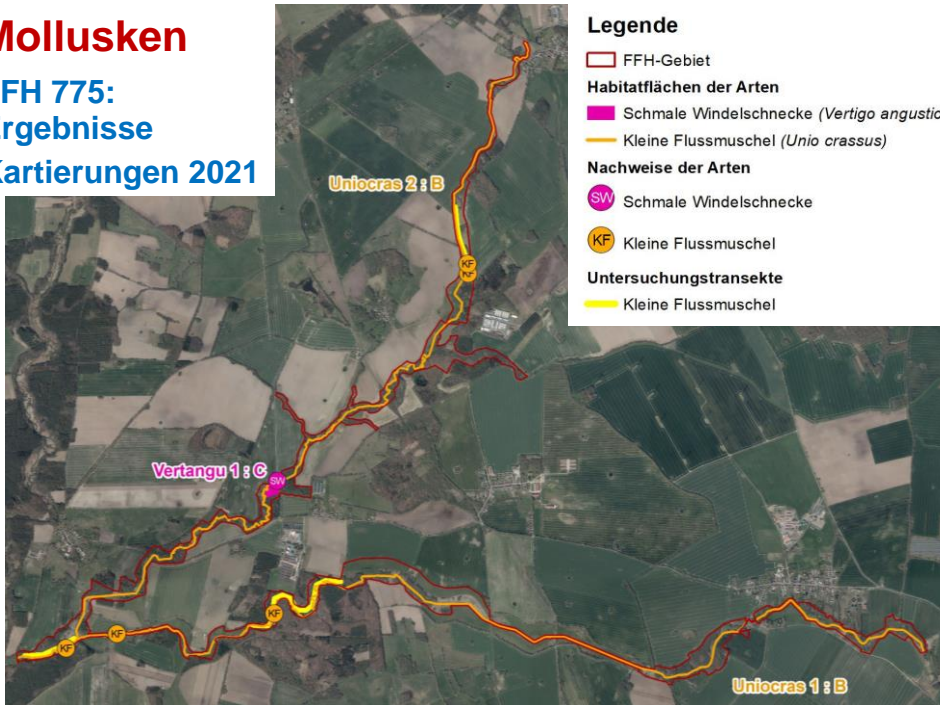 Mollusken
FH 775:
rgebnisse
Kartierungen 2021
Legende
FFH-Gebiet
Habitatflächen der Arten
Schmale Windelschnecke (Vertigo angustic
Kleine Flussmuschel (Unio crassus)
Nachweise der Arten
SW Schmale Windelschnecke
KF Kleine Flussmuschel
Untersuchungstransekte
Kleine Flussmuschel
Uniocras 2 : B
KF
KF
Vertangu 1 : C
SW
KF
KF
KF
Uniocras 1 : B